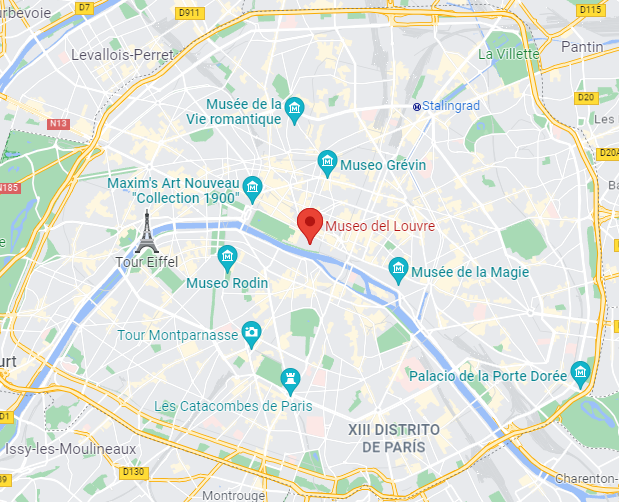 D7
D911
D115
rbevoie
Levallois-Perret
La Villette
Pantin
D20
Musée de la
Vie romantique
Stalingrad
N13
Les
D20A
Museo Grévin
Maxim's Art Nouveau
"Collection 1900"
N185
Ba
Museo del Louvre
Tour Eiffel
Museo Rodin
Musée de la Magie
Tour Montparnasse
urt
Palacio de la Porte Dorée
Les Catacombes de Paris
D1
XIII DISTRITO
DE PARÍS
Issy-les-Moulineaux
D130
89
Charenton-
Montrouge
D6